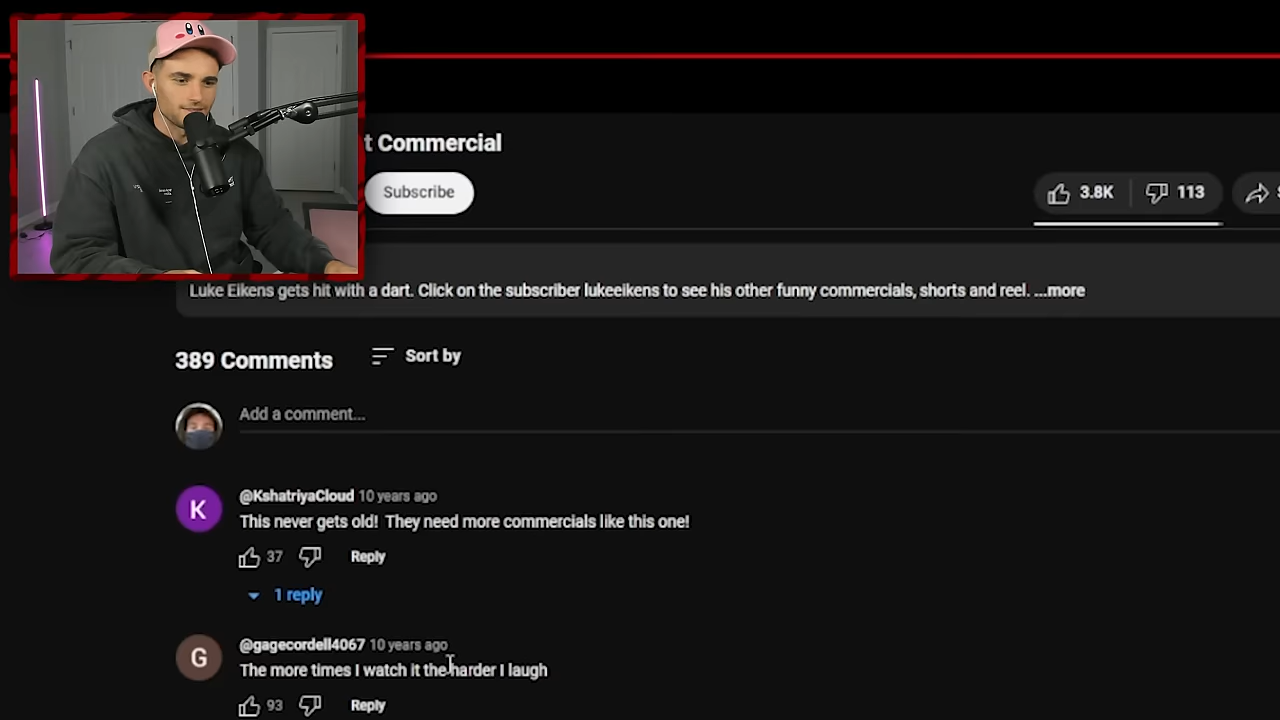 t Commercial
Subscribe
3.8K
113
Luke Eikens gets hit with a dart. Click on the subscriber lukeeikens to see his other funny commercials, shorts and reel. ...more
389 Comments
Sort by
Add a comment...
K
@KshatriyaCloud 10 years ago
This never gets old! They need more commercials like this one!
37
Reply
1 reply
G
@gagecordell4067 10 years ago
The more times I watch it the harder I laugh
93
Reply